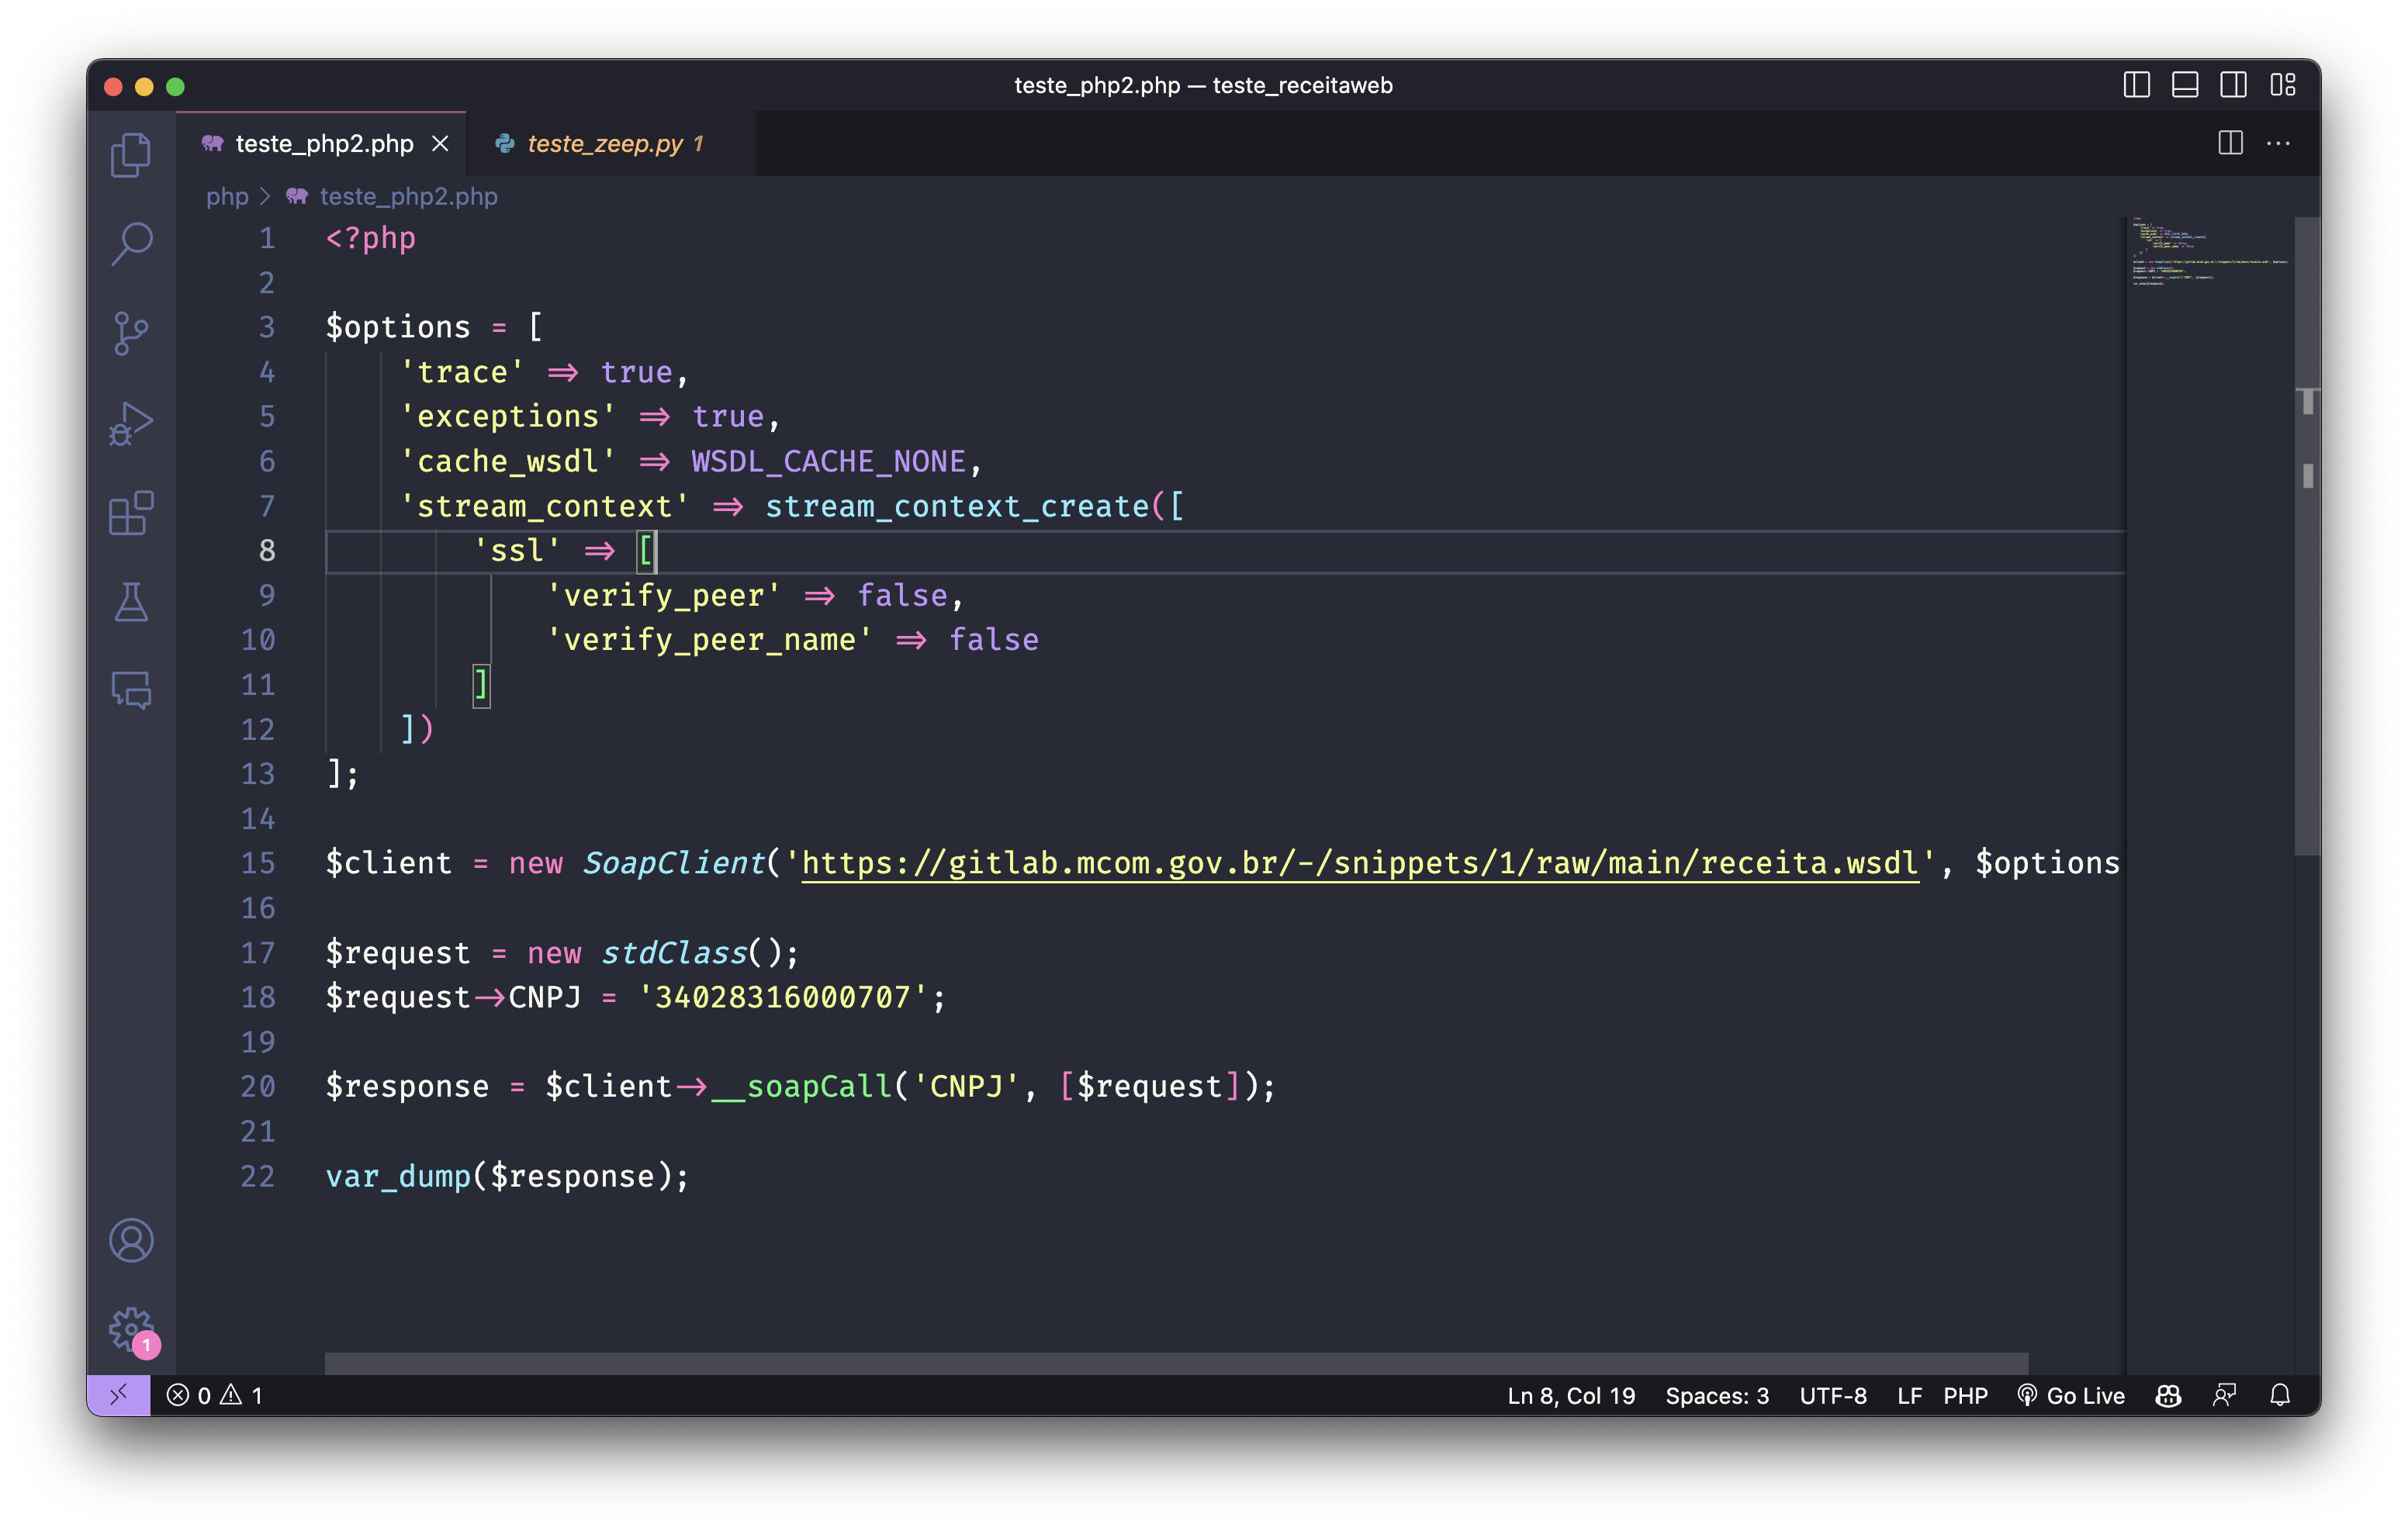 teste_php2.php — teste_receitaweb
teste_php2.php
teste_zeep.py 1
php > teste_php2.php
1 <?php
2
3 $options = [
4 'trace' => true,
5 'exceptions' => true,
6 'cache_wsdl' => WSDL_CACHE_NONE,
7 'stream_context' => stream_context_create([
8 'ssl' => [
9 'verify_peer' => false,
10 'verify_peer_name' => false
11 ]
12 ])
13 ];
14
15 $client = new SoapClient('https://gitlab.mcom.gov.br/-/snippets/1/raw/main/receita.wsdl', $options
16
17 $request = new stdClass();
18 $request->CNPJ = '34028316000707';
19
20 $response = $client->__soapCall('CNPJ', [$request]);
21
22 var_dump($response);
1
0 1 Ln 8, Col 19 Spaces: 3 UTF-8 LF PHP Go Live